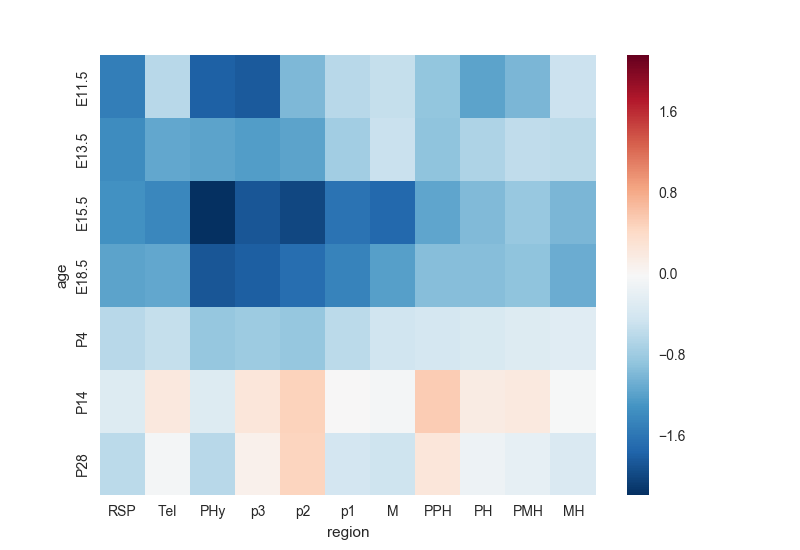 E11.5
E13.5
E15.5
E18.5
P4
P14
P28
age
RSP Tel PHy p3 p2 p1 M PPH PH PMH MH
region
1.6
0.8
0.0
−0.8
−1.6